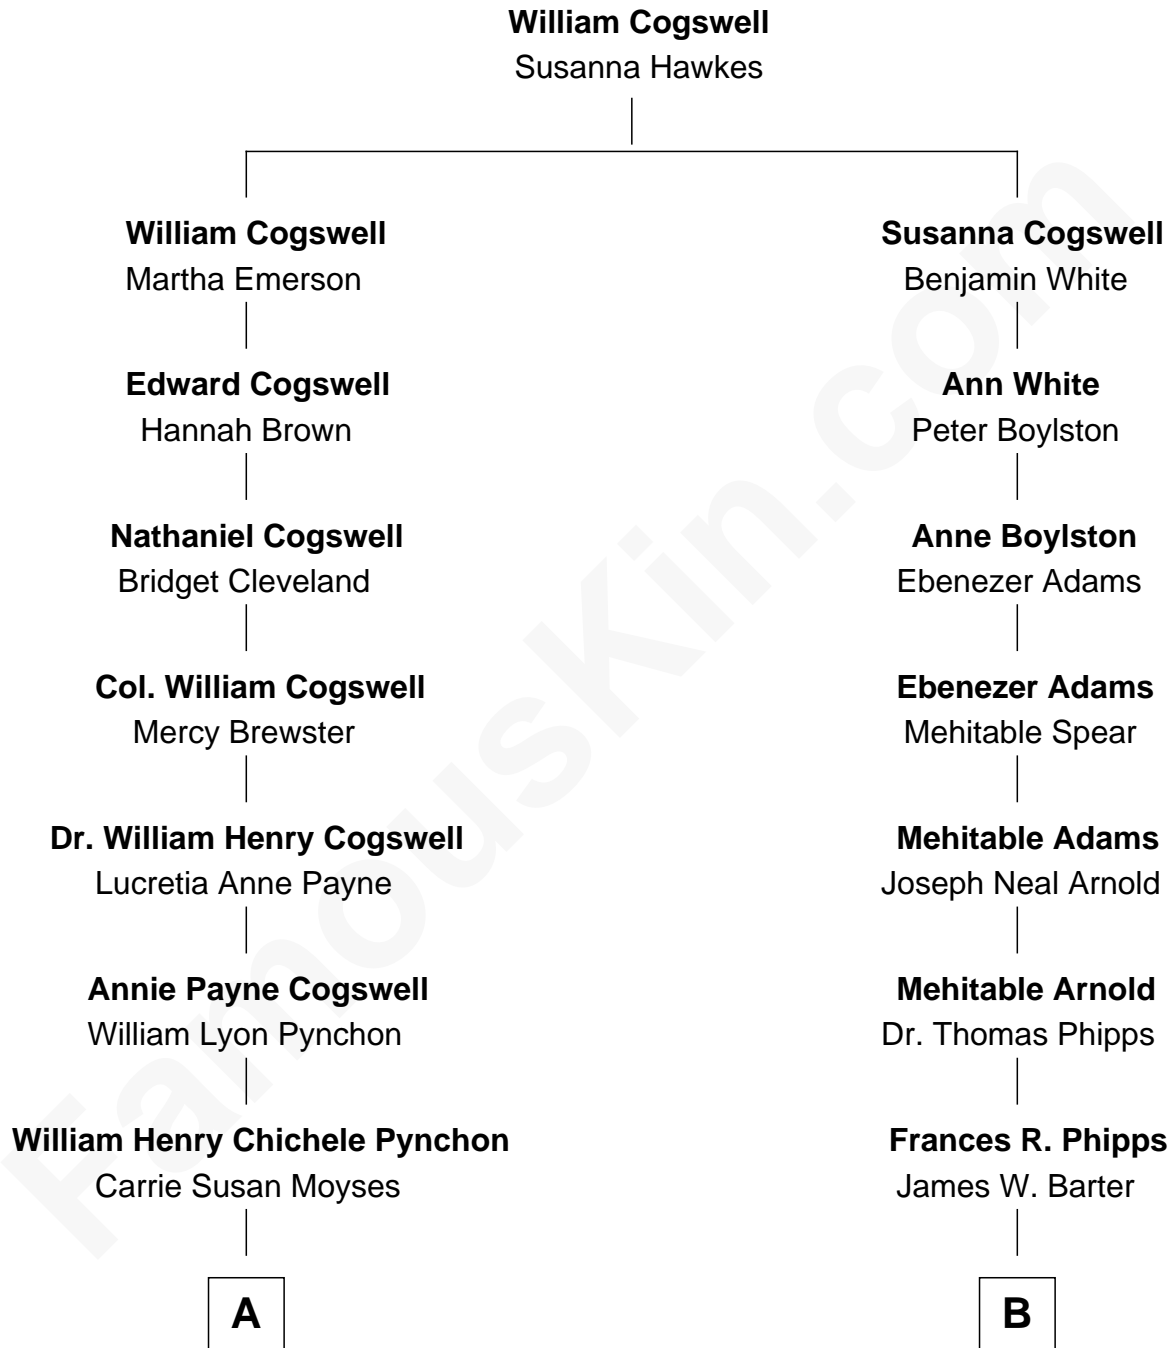 William Cogswell
Susanna Hawkes
William Cogswell
Martha Emerson
Susanna Cogswell
Benjamin White
Edward Cogswell
Hannah Brown
Ann White
Peter Boylston
Nathaniel Cogswell
Bridget Cleveland
Anne Boylston
Ebenezer Adams
Col. William Cogswell
Mercy Brewster
Ebenezer Adams
Mehitable Spear
Dr. William Henry Cogswell
Lucretia Anne Payne
Mehitable Adams
Joseph Neal Arnold
Annie Payne Cogswell
William Lyon Pynchon
Mehitable Arnold
Dr. Thomas Phipps
William Henry Chichele Pynchon
Carrie Susan Moyses
Frances R. Phipps
James W. Barter
A
B
FamousKin.com